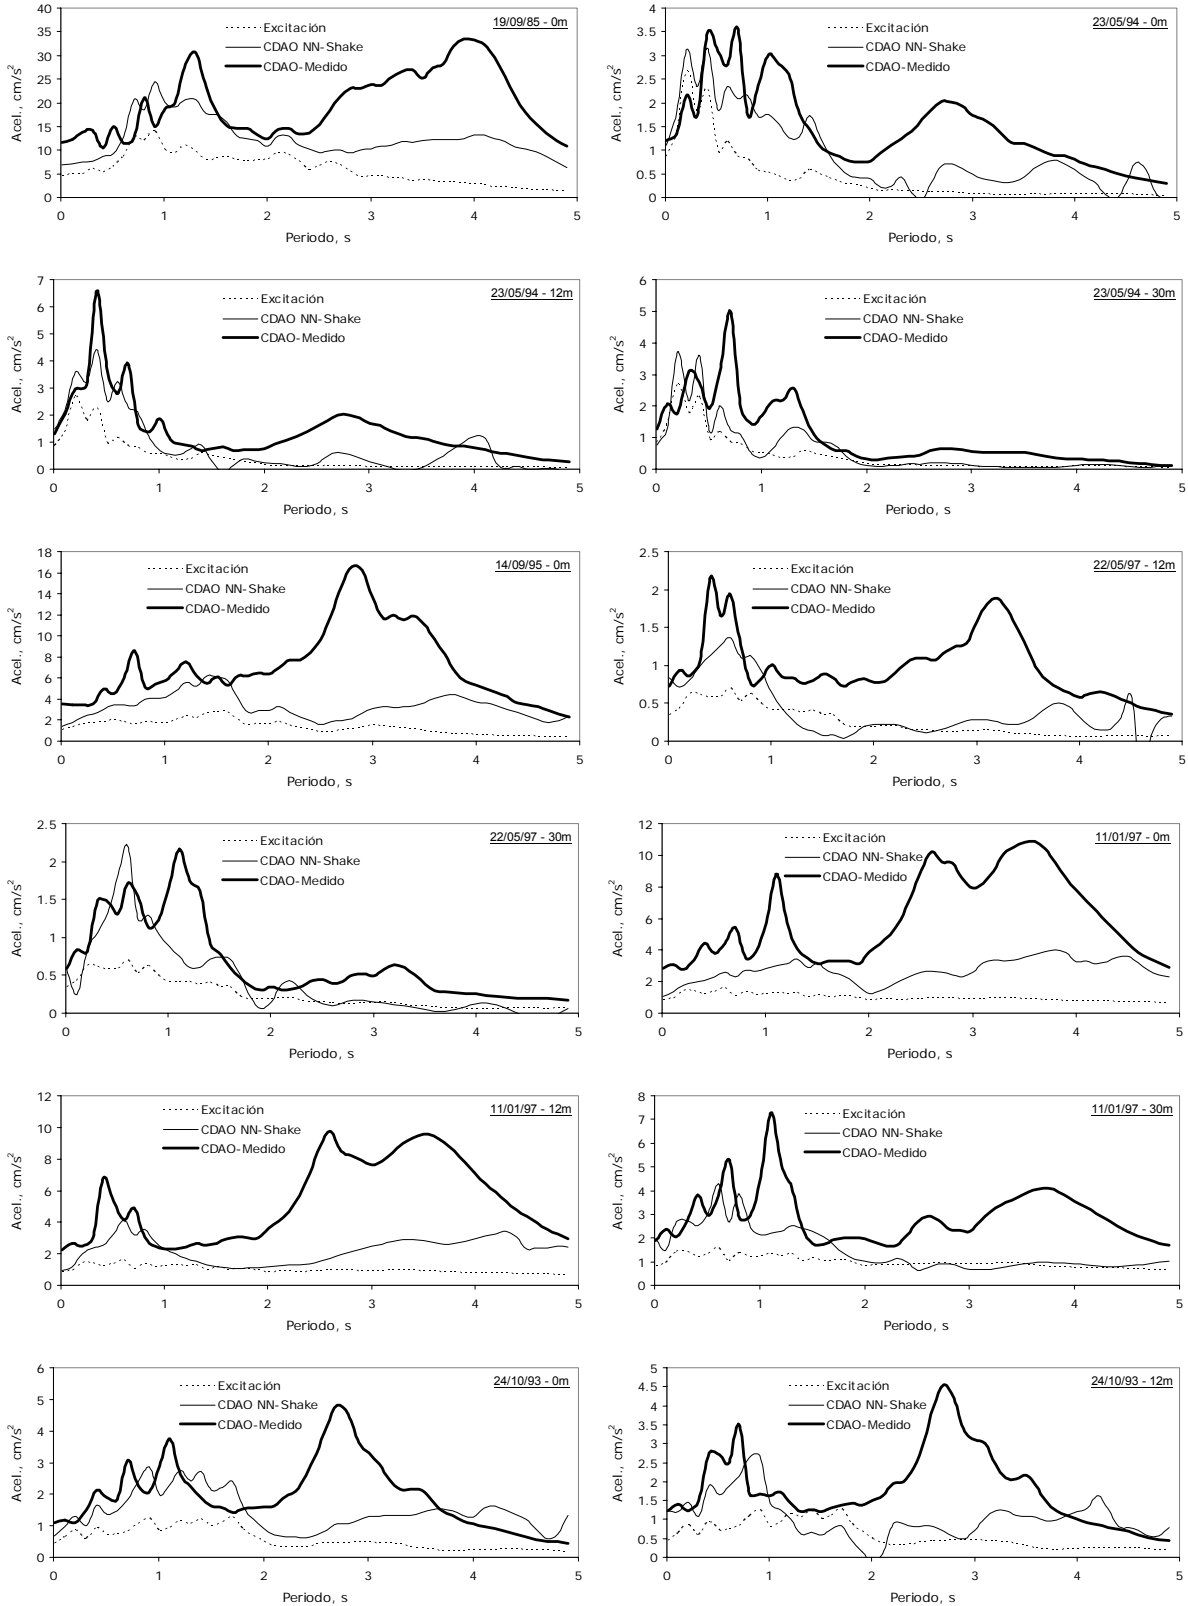 19/09/85 - 0m
Excitación
CDAO NN-Shake
CDAO-Medido
Acel., cm/s²
40
35
30
25
20
15
10
5
0
0 1 2 3 4 5
Periodo, s
23/05/94 - 0m
Excitación
CDAO NN-Shake
CDAO-Medido
Acel., cm/s²
4
3.5
3
2.5
2
1.5
1
0.5
0
0 1 2 3 4 5
Periodo, s
23/05/94 - 12m
Excitación
CDAO NN-Shake
CDAO-Medido
Acel., cm/s²
7
6
5
4
3
2
1
0
0 1 2 3 4 5
Periodo, s
23/05/94 - 30m
Excitación
CDAO NN-Shake
CDAO-Medido
Acel., cm/s²
6
5
4
3
2
1
0
0 1 2 3 4 5
Periodo, s
14/09/95 - 0m
Excitación
CDAO NN-Shake
CDAO-Medido
Acel., cm/s²
18
16
14
12
10
8
6
4
2
0
0 1 2 3 4 5
Periodo, s
22/05/97 - 12m
Excitación
CDAO NN-Shake
CDAO-Medido
Acel., cm/s²
2.5
2
1.5
1
0.5
0
0 1 2 3 4 5
Periodo, s
22/05/97 - 30m
Excitación
CDAO NN-Shake
CDAO-Medido
Acel., cm/s²
2.5
2
1.5
1
0.5
0
0 1 2 3 4 5
Periodo, s
11/01/97 - 0m
Excitación
CDAO NN-Shake
CDAO-Medido
Acel., cm/s²
12
10
8
6
4
2
0
0 1 2 3 4 5
Periodo, s
11/01/97 - 12m
Excitación
CDAO NN-Shake
CDAO-Medido
Acel., cm/s²
12
10
8
6
4
2
0
0 1 2 3 4 5
Periodo, s
11/01/97 - 30m
Excitación
CDAO NN-Shake
CDAO-Medido
Acel., cm/s²
8
7
6
5
4
3
2
1
0
0 1 2 3 4 5
Periodo, s
24/10/93 - 0m
Excitación
CDAO NN-Shake
CDAO-Medido
Acel., cm/s²
6
5
4
3
2
1
0
0 1 2 3 4 5
Periodo, s
24/10/93 - 12m
Excitación
CDAO NN-Shake
CDAO-Medido
Acel., cm/s²
5
4.5
4
3.5
3
2.5
2
1.5
1
0.5
0
0 1 2 3 4 5
Periodo, s